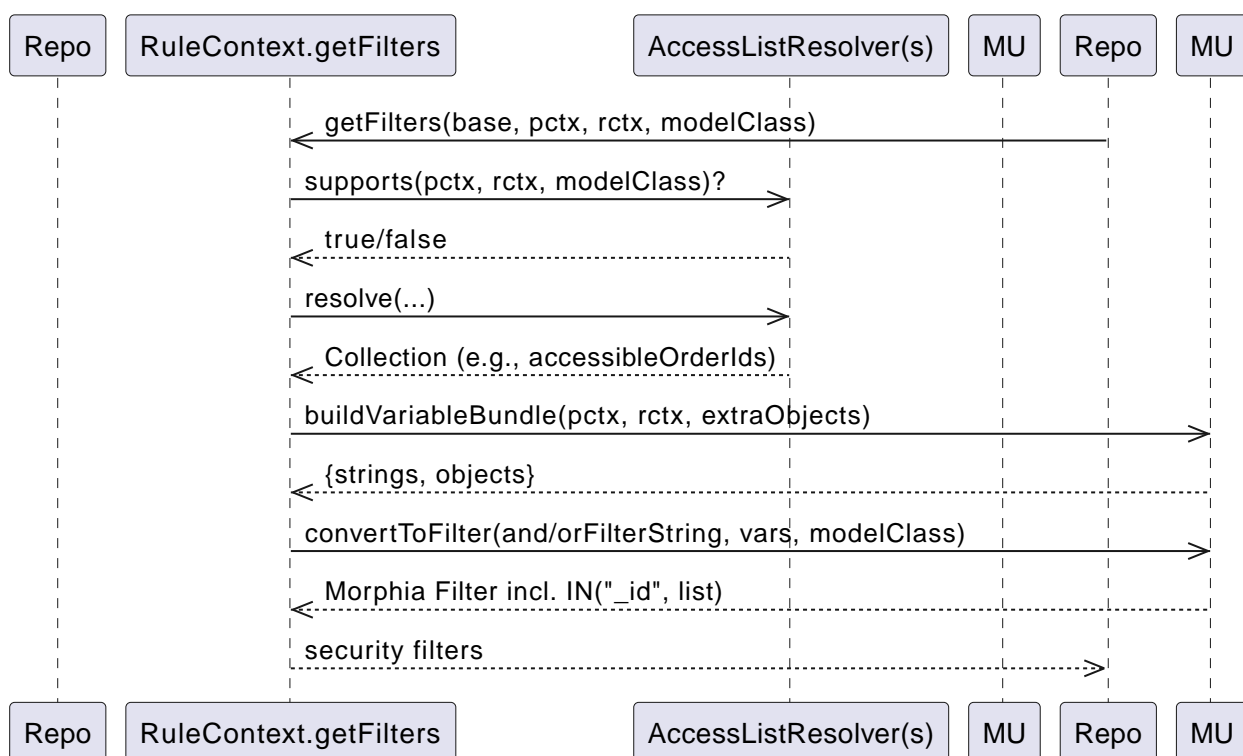 Repo RuleContext.getFilters AccessListResolver(s) MU Repo MU
getFilters(base, pctx, rctx, modelClass)
supports(pctx, rctx, modelClass)?
true/false
resolve(...)
Collection (e.g., accessibleOrderIds)
buildVariableBundle(pctx, rctx, extraObjects)
{strings, objects}
convertToFilter(and/orFilterString, vars, modelClass)
Morphia Filter incl. IN("_id", list)
security filters
Repo RuleContext.getFilters AccessListResolver(s) MU Repo MU